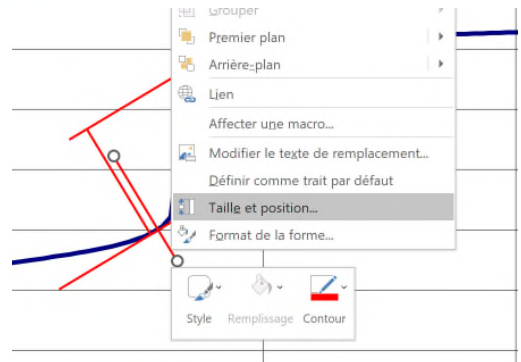 Grouper
Premier plan
Arrière-plan
Lien
Affecter une macro...
Modifier le texte de remplacement...
Définir comme trait par défaut
Taille et position...
Format de la forme...
Style Remplissage Contour